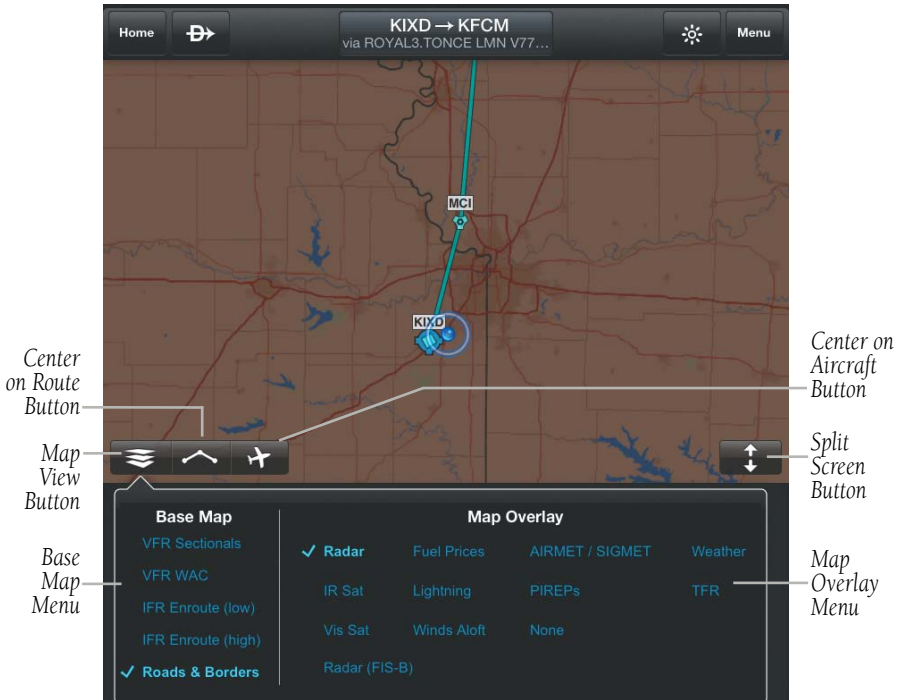 Home
KIXD → KFCM
via ROYAL3.TONCE LMN V77...
Menu
MCI
KIXD
Center
on Route
Button
Map
View
Button
Base
Map
Menu
Center on
Aircraft
Button
Split
Screen
Button
Map
Overlay
Menu
Base Map
VFR Sectionals
VFR WAC
IFR Enroute (low)
IFR Enroute (high)
✓ Roads & Borders
Map Overlay
✓ Radar Fuel Prices AIRMET / SIGMET Weather
IR Sat Lightning PIREPs TFR
Vis Sat Winds Aloft None
Radar (FIS-B)